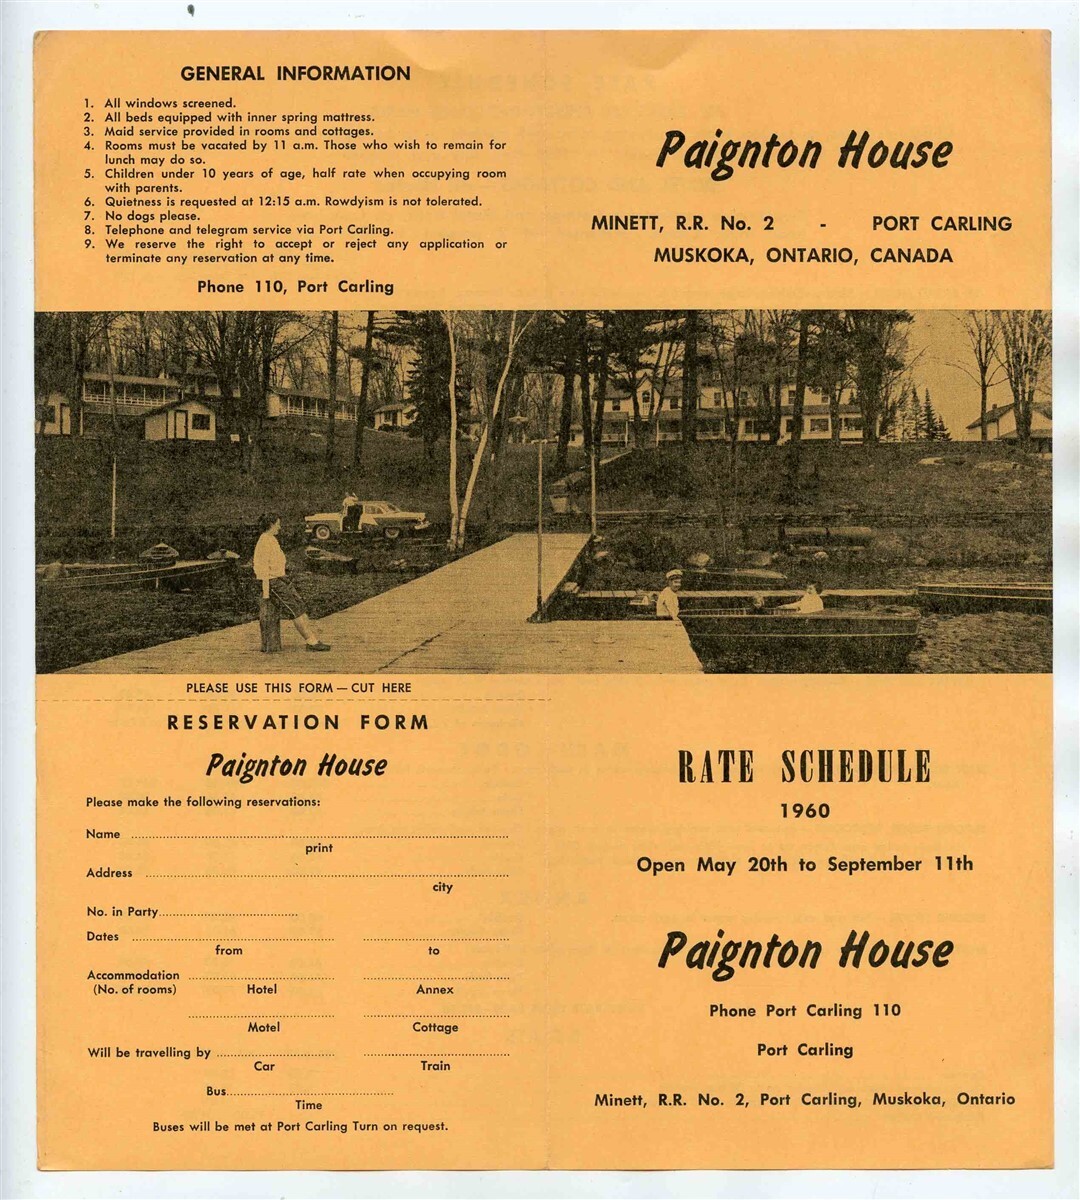 GENERAL INFORMATION
1. All windows screened.
2. All beds equipped with inner spring mattress.
3. Maid service provided in rooms and cottages.
4. Rooms must be vacated by 11 a.m. Those who wish to remain for
lunch may do so.
5. Children under 10 years of age, half rate when occupying room
with parents.
6. Quietness is requested at 12:15 a.m. Rowdyism is not tolerated.
7. No dogs please.
8. Telephone and telegram service via Port Carling.
9. We reserve the right to accept or reject any application or
terminate any reservation at any time.
Phone 110, Port Carling
Paignton House
MINETT, R.R. No. 2 - PORT CARLING
MUSKOKA, ONTARIO, CANADA
PLEASE USE THIS FORM — CUT HERE
RESERVATION FORM
Paignton House
Please make the following reservations:
Name
print
Address
city
No. in Party
Dates
from to
Accommodation
(No. of rooms) Hotel Annex
Motel Cottage
Will be travelling by
Car Train
Bus
Time
Buses will be met at Port Carling Turn on request.
RATE SCHEDULE
1960
Open May 20th to September 11th
Paignton House
Phone Port Carling 110
Port Carling
Minett, R.R. No. 2, Port Carling, Muskoka, Ontario